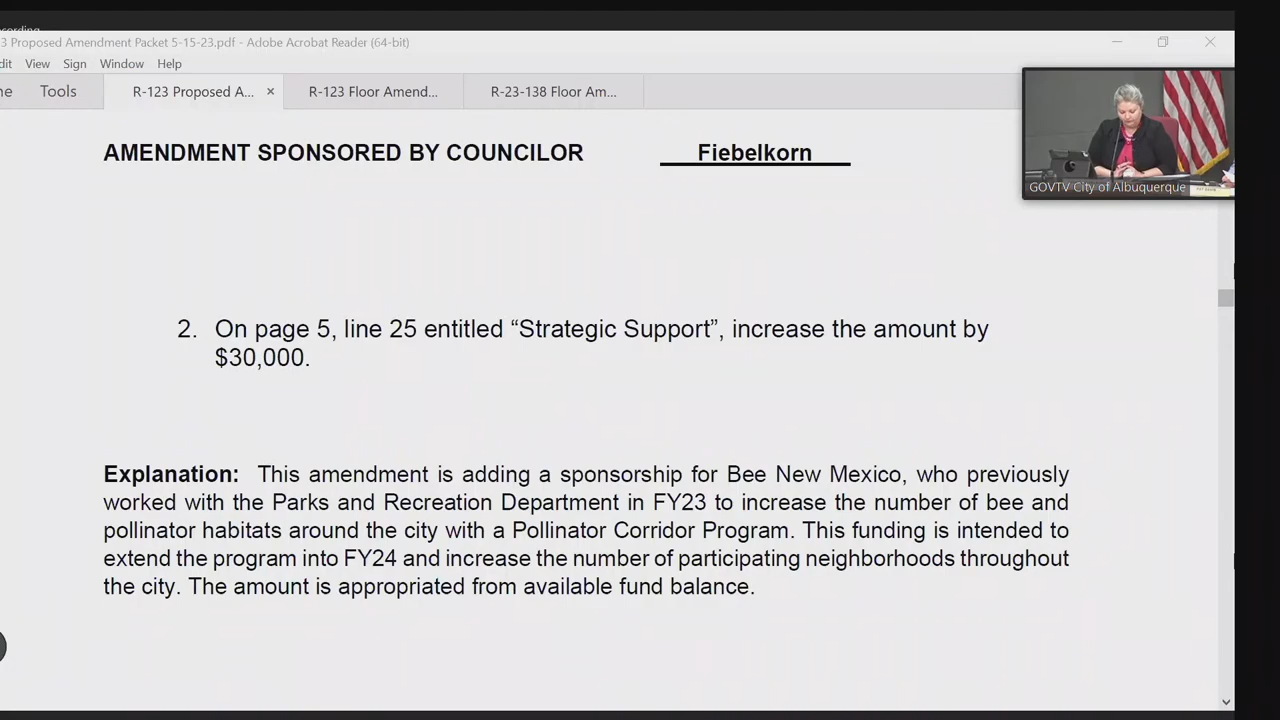 3 Proposed Amendment Packet 5-15-23.pdf - Adobe Acrobat Reader (64-bit)
View Sign Window Help
Tools R-123 Proposed A... × R-123 Floor Amend... R-23-138 Floor Am...
AMENDMENT SPONSORED BY COUNCILOR Fiebelkorn
GOVTV City of Albuquerque
2. On page 5, line 25 entitled “Strategic Support”, increase the amount by
$30,000.
Explanation: This amendment is adding a sponsorship for Bee New Mexico, who previously
worked with the Parks and Recreation Department in FY23 to increase the number of bee and
pollinator habitats around the city with a Pollinator Corridor Program. This funding is intended to
extend the program into FY24 and increase the number of participating neighborhoods throughout
the city. The amount is appropriated from available fund balance.